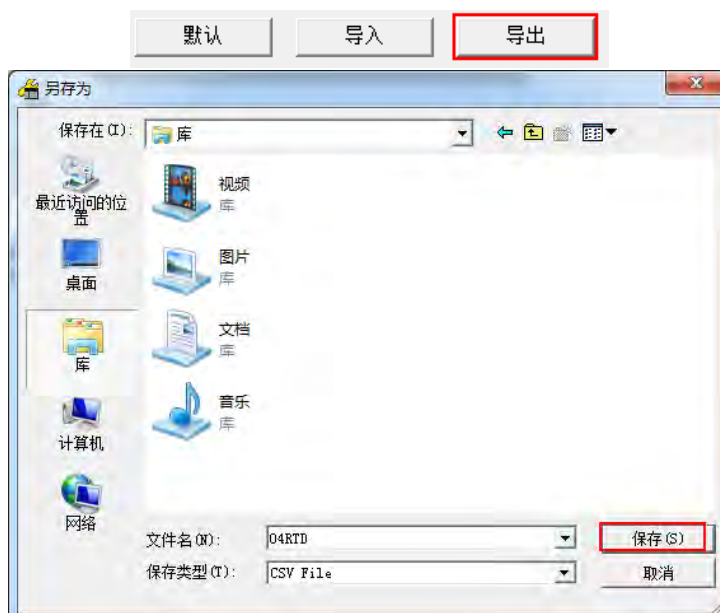 默认 导入 导出
另存为
保存在(I): 库
最近访问的位
置
桌面
库
计算机
网络
视频
库
图片
库
文档
库
音乐
库
文件名(N): 04RTD 保存(S)
保存类型(T): CSV File 取消